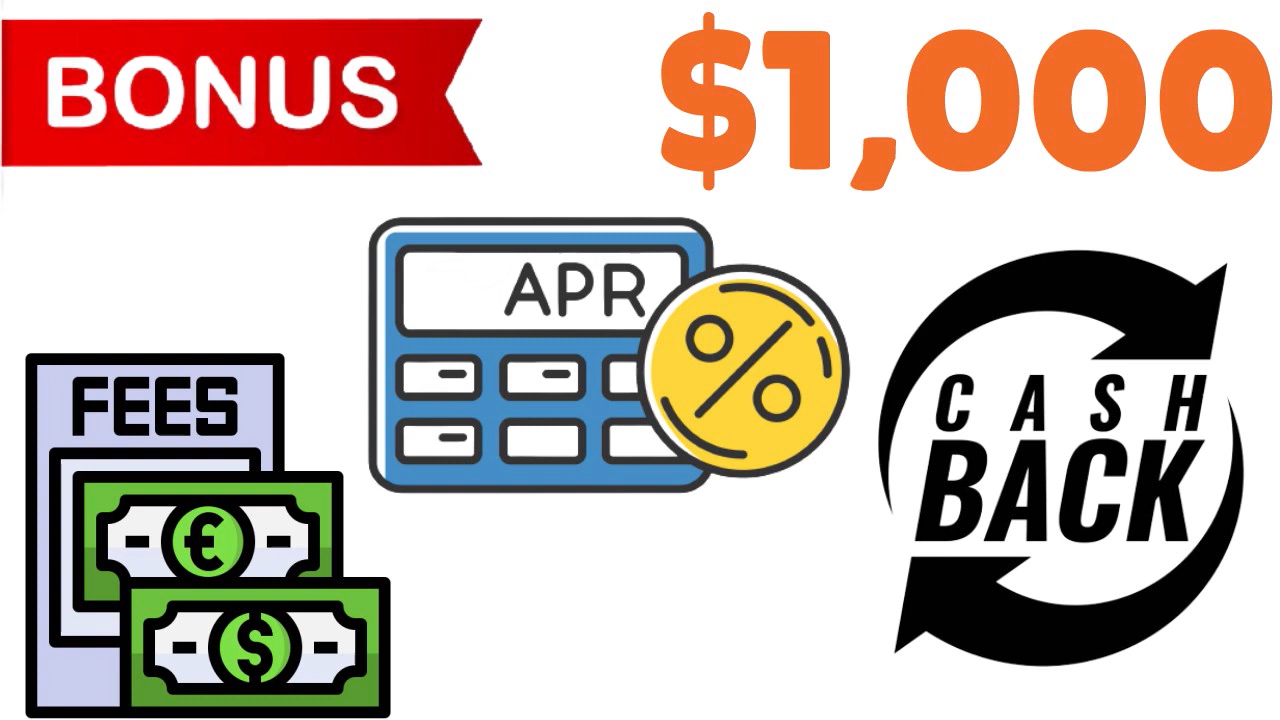 BONUS
$1,000
APR
%
FEES
€
$
CASH
BACK